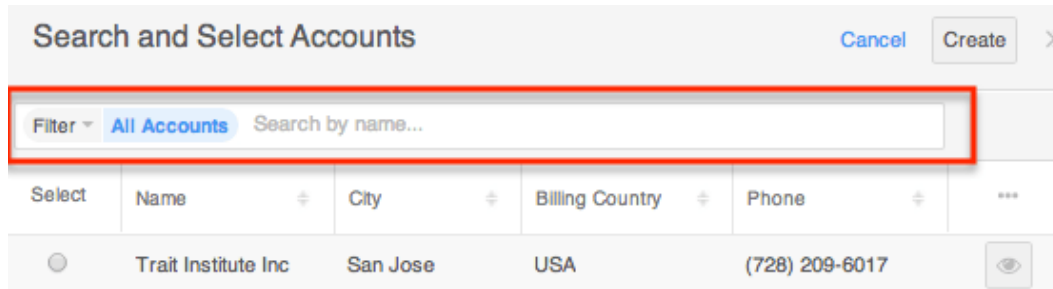 Search and Select Accounts Cancel Create
Filter All Accounts Search by name...
Select Name City Billing Country Phone
Trait Institute Inc San Jose USA (728) 209-6017